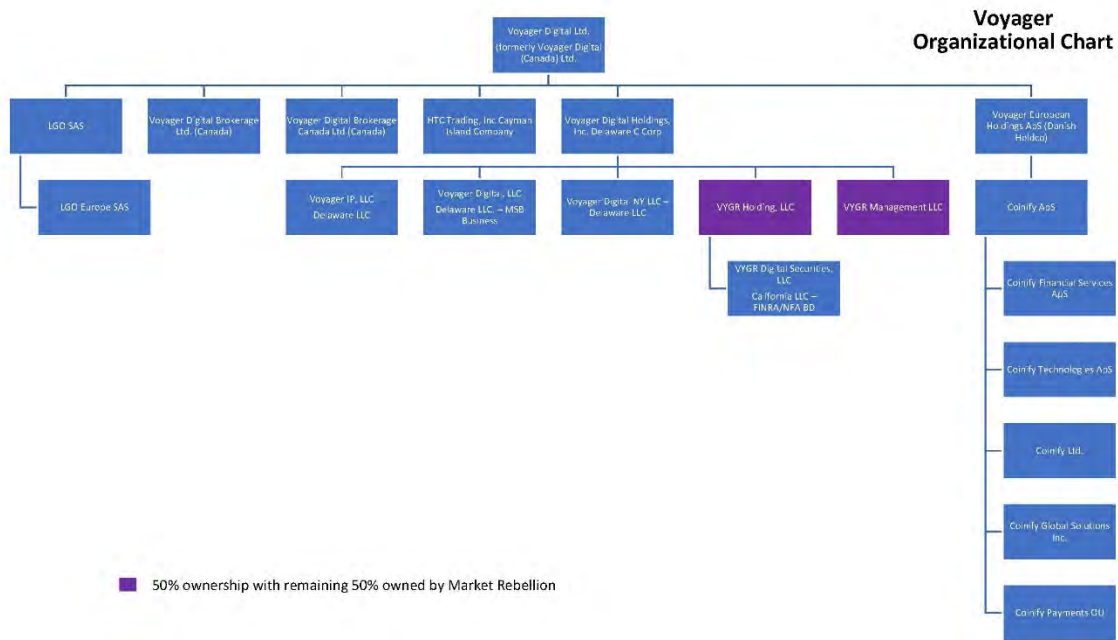 Voyager
Organizational Chart
Voyager Digital Ltd.
(formerly Voyager Digital
(Canada) Ltd.
LGO SAS
Voyager Digital Brokerage
Ltd. (Canada)
Voyager Digital Brokerage
Canada Ltd (Canada)
HTC Trading, Inc Cayman
Island Company
Voyager Digital Holdings,
Inc. Delaware C Corp
Voyager European
Holdings ApS (Danish
Holdco)
LGO Europe SAS
Voyager IP, LLC
Delaware LLC
Voyager Digital, LLC
Delaware LLC. – MSB
Business
Voyager Digital NY LLC –
Delaware LLC
VYGR Holding, LLC
VYGR Management LLC
Coinify ApS
VYGR Digital Securities,
LLC
California LLC –
FINRA/NFA BD
Coinify Financial Services
ApS
Coinify Technologies ApS
Coinify Ltd.
Coinify Global Solutions
Inc.
Coinify Payments OU
50% ownership with remaining 50% owned by Market Rebellion